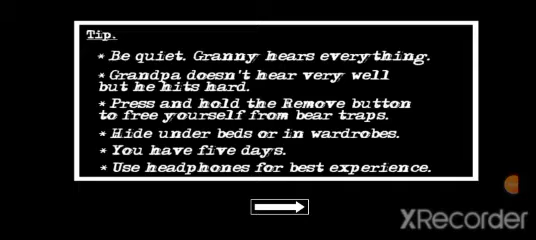 Tip.
* Be quiet. Granny hears everything.
* Grandpa doesn't hear very well
but he hits hard.
* Press and hold the Remove button
to free yourself from bear traps.
* Hide under beds or in wardrobes.
* You have five days.
* Use headphones for best experience.
XRecorder